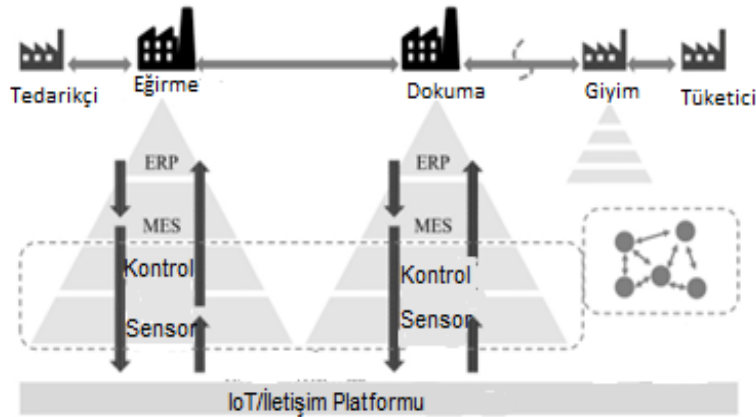 Tedarikçi
Eğirme
Dokuma
Giyim
Tüketici
ERP
ERP
MES
MES
Kontrol
Kontrol
Sensor
Sensor
IoT/İletişim Platformu